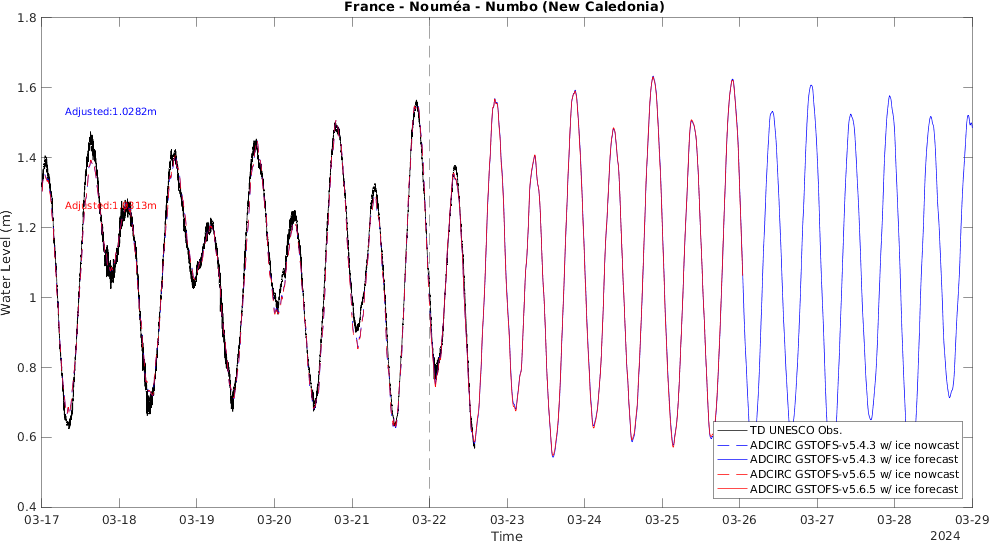 France - Nouméa - Numbo (New Caledonia)
1.8
1.6
1.4
1.2
1
0.8
0.6
0.4
Water Level (m)
Adjusted:1.0282m
TD UNESCO Obs.
ADCIRC GSTOFS-v5.4.3 w/ ice nowcast
ADCIRC GSTOFS-v5.4.3 w/ ice forecast
ADCIRC GSTOFS-v5.6.5 w/ ice nowcast
ADCIRC GSTOFS-v5.6.5 w/ ice forecast
03-17 03-18 03-19 03-20 03-21 03-22 03-23 03-24 03-25 03-26 03-27 03-28 03-29
Time
2024